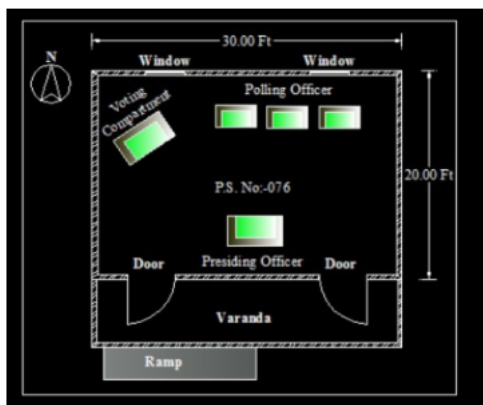 30.00 Ft
N
Window
Window
Voting
Compartment
Polling Officer
20.00 Ft
P.S. No:-076
Presiding Officer
Door
Door
Varanda
Ramp